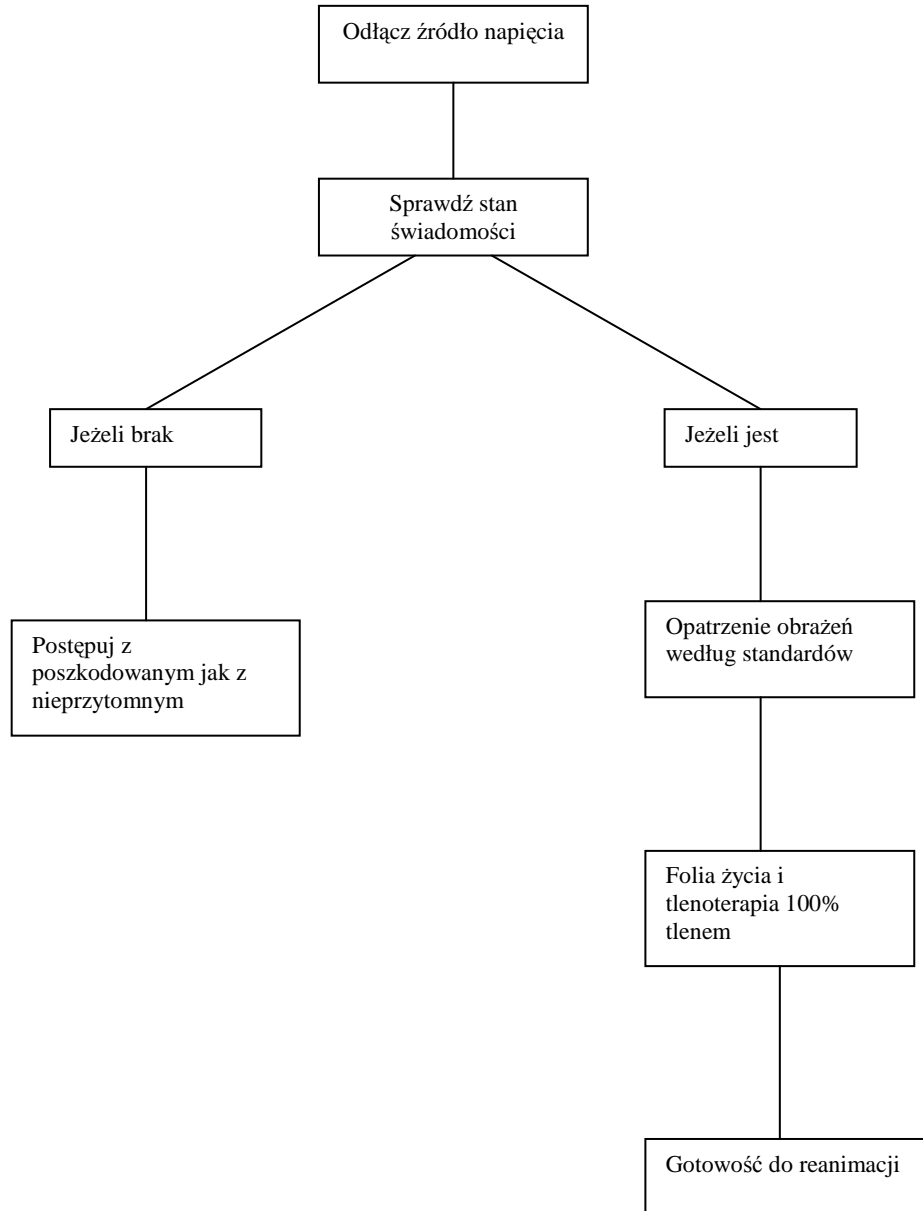 Odłącz źródło napięcia
Sprawdź stan
świadomości
Jeżeli brak
Jeżeli jest
Postępuj z
poszkodowanym jak z
nieprzytomnym
Opatrzenie obrażeń
według standardów
Folia życia i
tlenoterapia 100%
tlenem
Gotowość do reanimacji